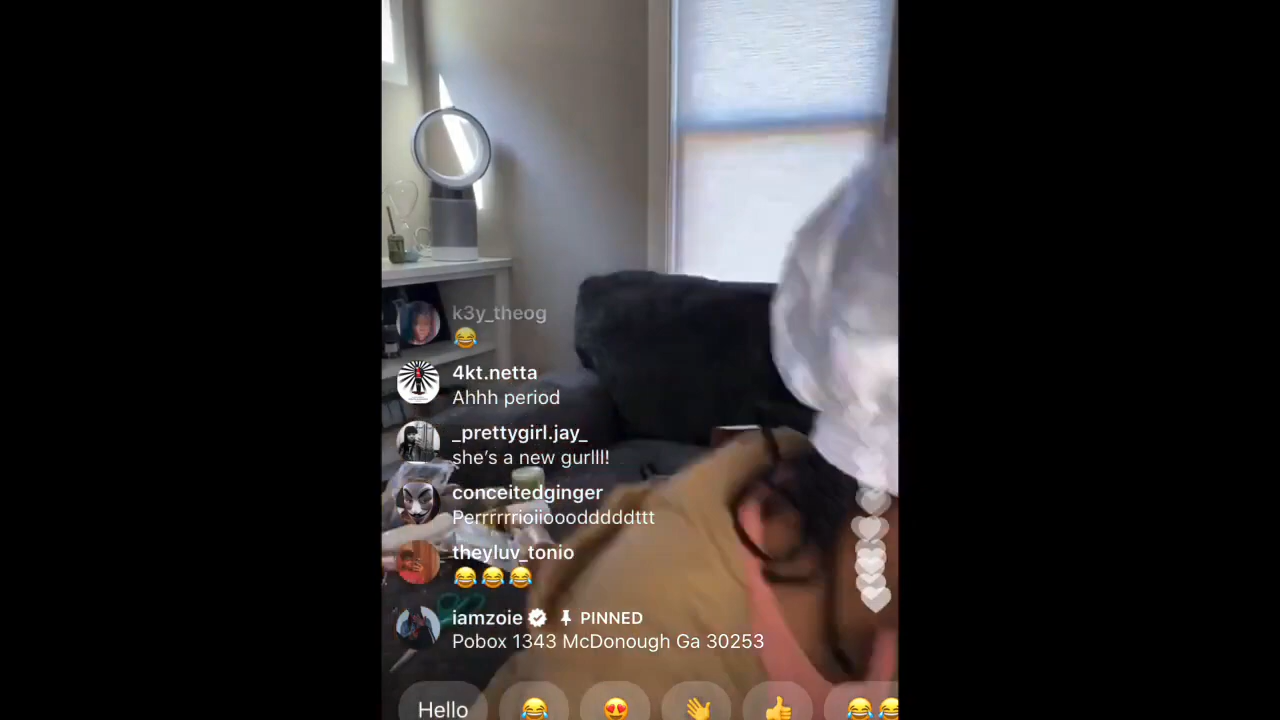 k3y_theog
😂
4kt.netta
Ahhh period
_prettygirl.jay_
she's a new gurlll!
conceitedginger
Perrrrrrioiioooddddddttt
theyluv_tonio
😂 😂 😂
iamzoie PINNED
Pobox 1343 McDonough Ga 30253
Hello 😂 😍 👋 👍 😂😂